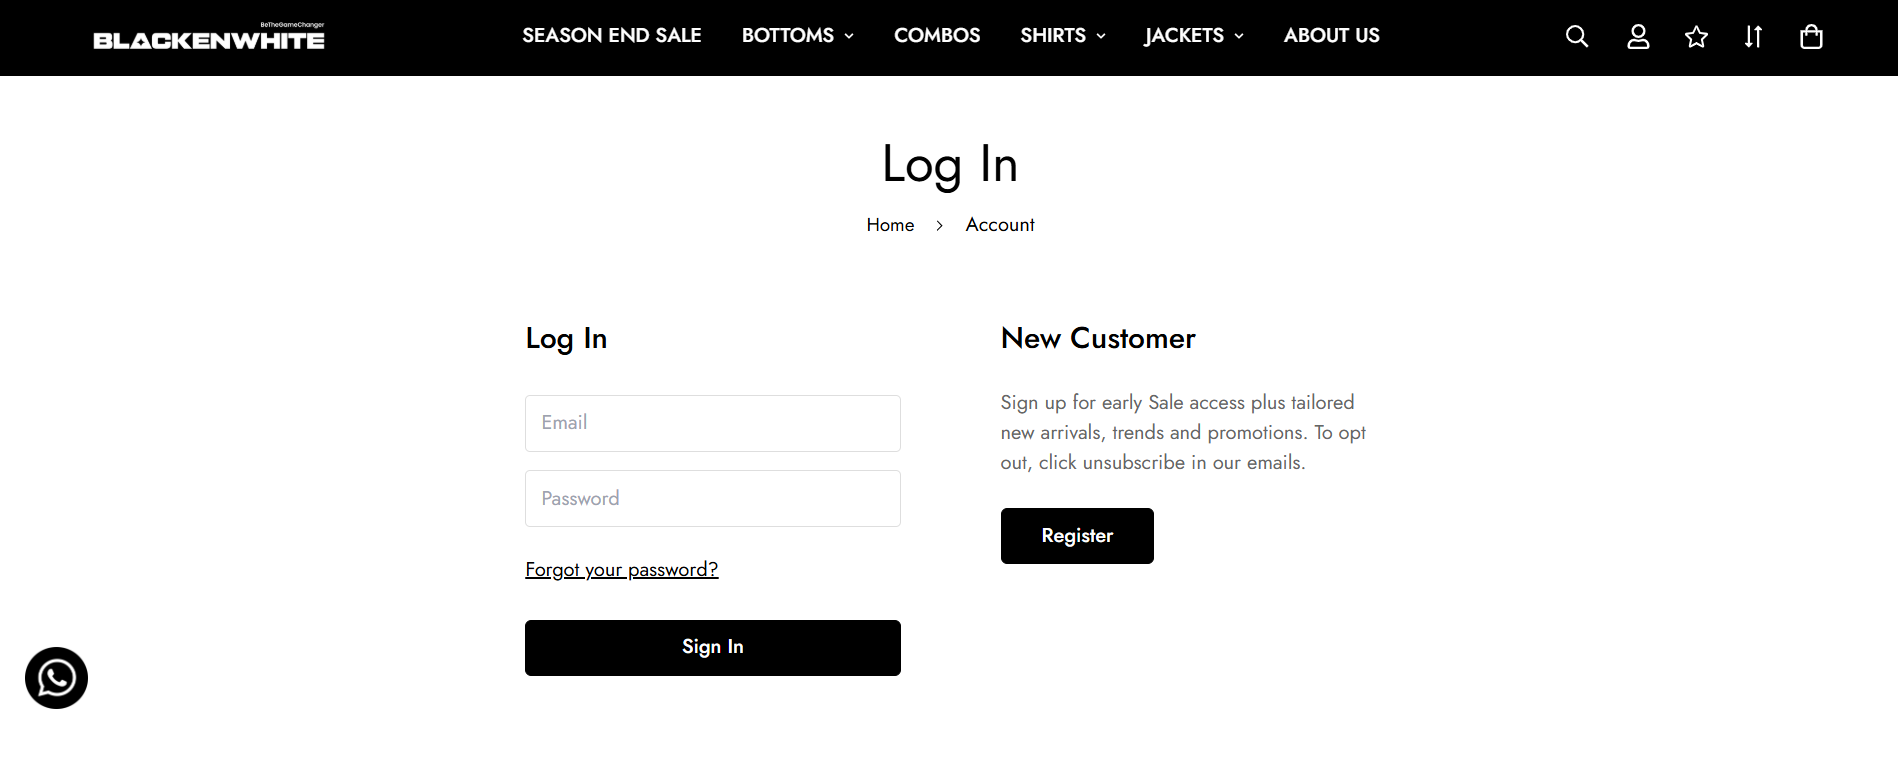 BeTheGameChanger
BLACKENWHITE
SEASON END SALE BOTTOMS COMBOS SHIRTS JACKETS ABOUT US
Log In
Home > Account
Log In
Email
Password
Forgot your password?
Sign In
New Customer
Sign up for early Sale access plus tailored
new arrivals, trends and promotions. To opt
out, click unsubscribe in our emails.
Register